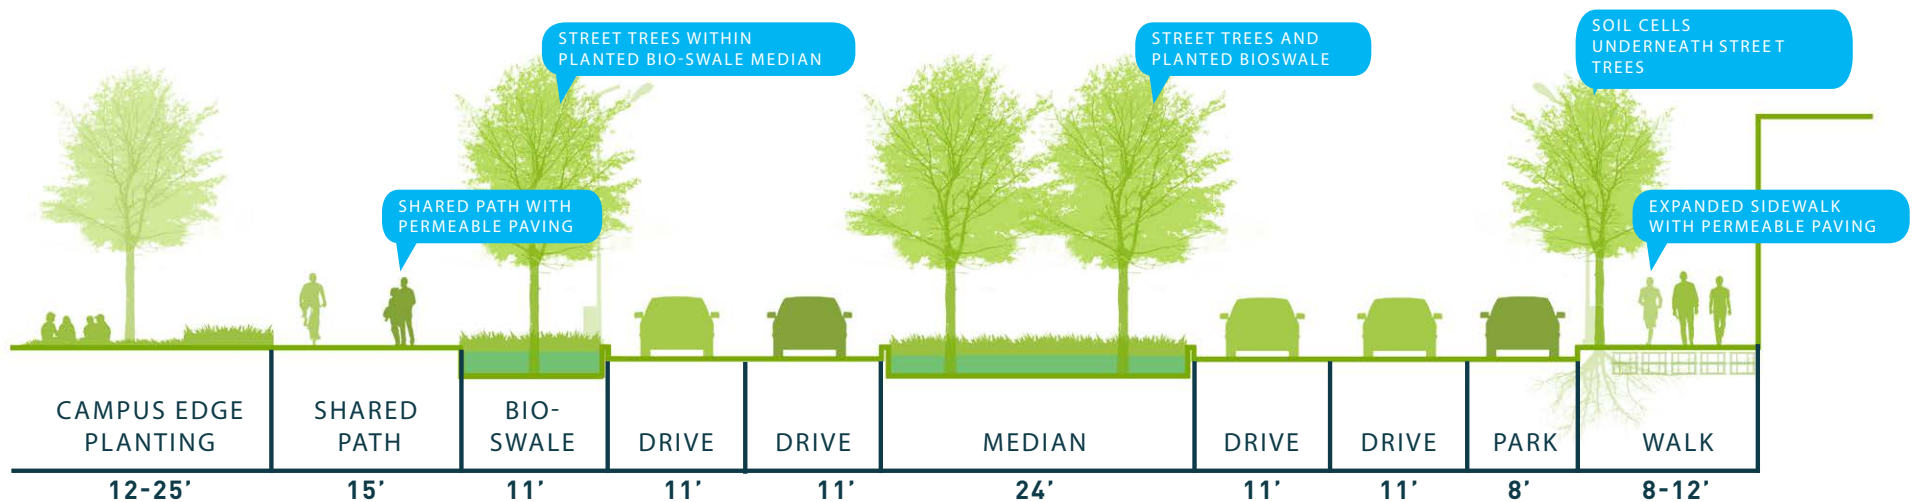 STREET TREES WITHIN
PLANTED BIO-SWALE MEDIAN
STREET TREES AND
PLANTED BIOSWALE
SOIL CELLS
UNDERNEATH STREET
TREES
SHARED PATH WITH
PERMEABLE PAVING
EXPANDED SIDEWALK
WITH PERMEABLE PAVING
CAMPUS EDGE
PLANTING
SHARED
PATH
BIO-
SWALE
DRIVE
DRIVE
MEDIAN
DRIVE
DRIVE
PARK
WALK
12-25’
15’
11’
11’
11’
24’
11’
11’
8’
8-12’